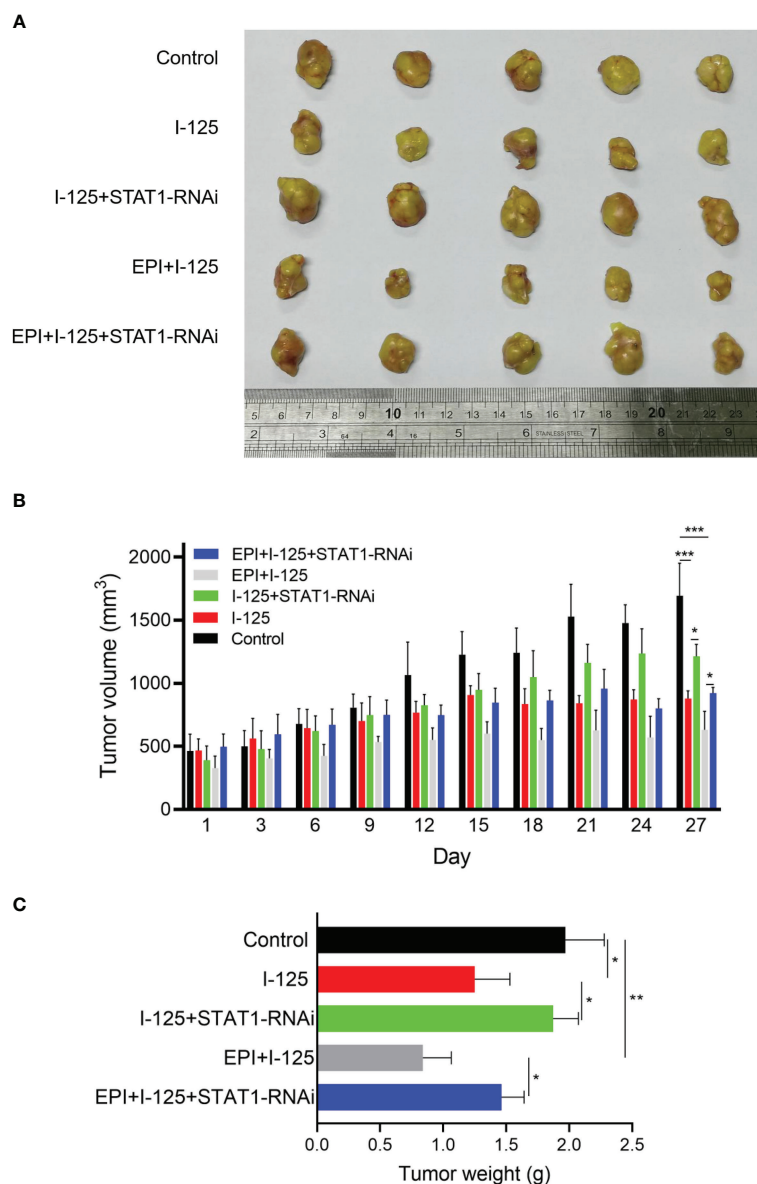 A
Control
I-125
I-125+STAT1-RNAi
EPI+I-125
EPI+I-125+STAT1-RNAi
5 6 7 8 9 10 11 12 13 14 15 16 17 18 19 20 21 22 23
2 3 64 4 16 5 6 STAINLESS STEEL 7 8 9
B
Tumor volume (mm³)
2000
1500
1000
500
0
EPI+I-125+STAT1-RNAi
EPI+I-125
I-125+STAT1-RNAi
I-125
Control
***
***
*
*
1 3 6 9 12 15 18 21 24 27
Day
C
Control
I-125
I-125+STAT1-RNAi
EPI+I-125
EPI+I-125+STAT1-RNAi
*
*
**
*
0.0 0.5 1.0 1.5 2.0 2.5
Tumor weight (g)